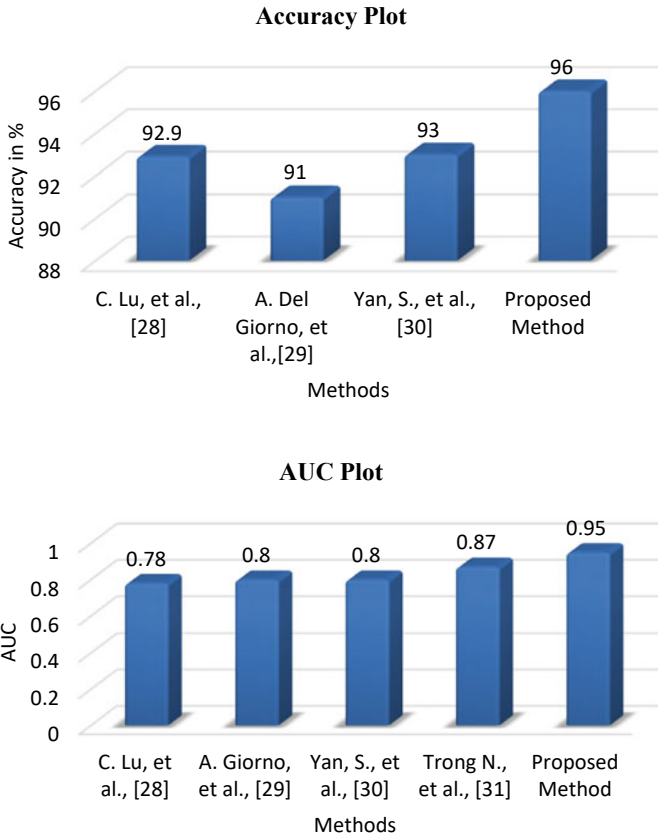 Accuracy Plot
Accuracy in %
96
94
92
90
88
92.9
91
93
96
C. Lu, et al.,
[28]
A. Del
Giorno, et
al.,[29]
Yan, S., et al.,
[30]
Proposed
Method
Methods
AUC Plot
AUC
1
0.8
0.6
0.4
0.2
0
0.78
0.8
0.8
0.87
0.95
C. Lu, et
al., [28]
A. Giorno,
et al., [29]
Yan, S., et
al., [30]
Trong N.,
et al., [31]
Proposed
Method
Methods